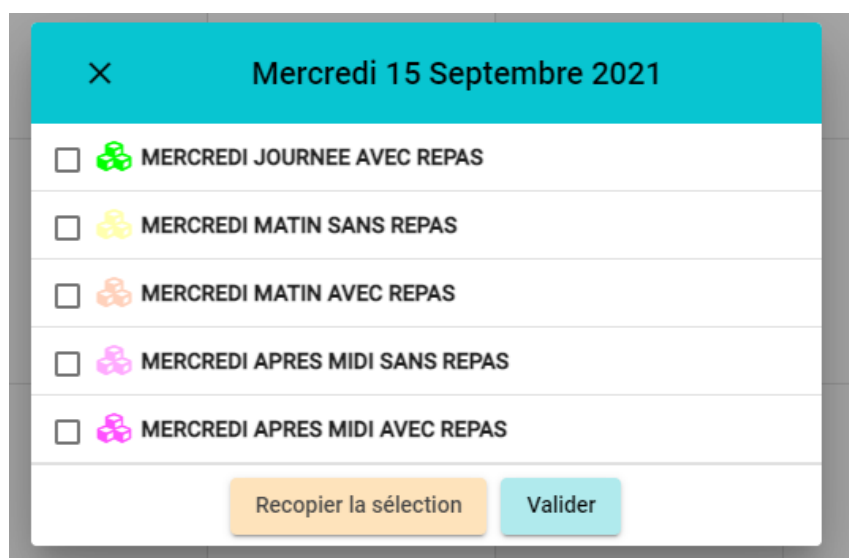 Mercredi 15 Septembre 2021
MERCREDI JOURNEE AVEC REPAS
MERCREDI MATIN SANS REPAS
MERCREDI MATIN AVEC REPAS
MERCREDI APRES MIDI SANS REPAS
MERCREDI APRES MIDI AVEC REPAS
Recopier la sélection Valider